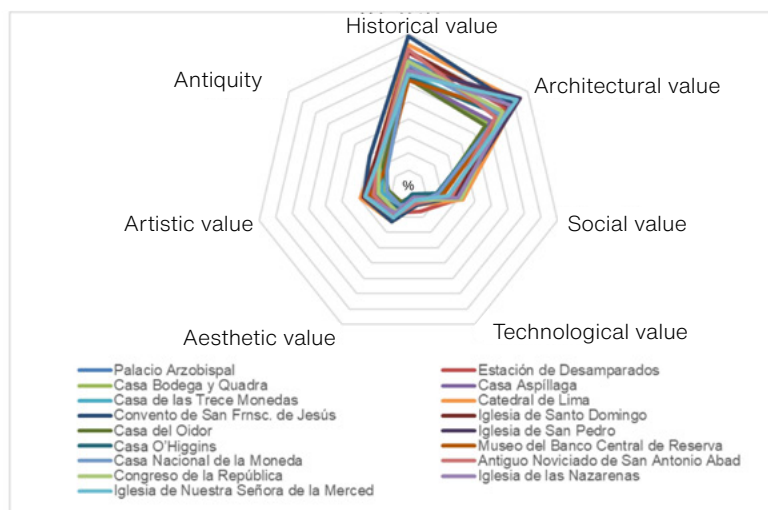 Historical value
Antiquity
Architectural value
%
Artistic value
Social value
Aesthetic value
Technological value
Palacio Arzobispal
Casa Bodega y Quadra
Casa de las Trece Monedas
Convento de San Frnsc. de Jesús
Casa del Oidor
Casa O'Higgins
Casa Nacional de la Moneda
Congreso de la República
Iglesia de Nuestra Señora de la Merced
Estación de Desamparados
Casa Aspíllaga
Catedral de Lima
Iglesia de Santo Domingo
Iglesia de San Pedro
Museo del Banco Central de Reserva
Antiguo Noviciado de San Antonio Abad
Iglesia de las Nazarenas